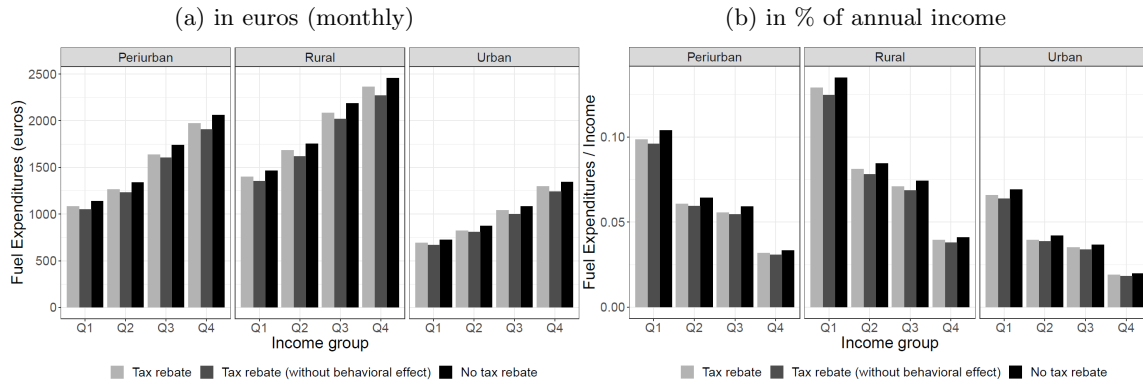 (a) in euros (monthly)
Periurban Rural Urban
Fuel Expenditures (euros)
2500
2000
1500
1000
500
0
Q1 Q2 Q3 Q4 Q1 Q2 Q3 Q4 Q1 Q2 Q3 Q4
Income group
Tax rebate Tax rebate (without behavioral effect) No tax rebate
(b) in % of annual income
Periurban Rural Urban
Fuel Expenditures / Income
0.10
0.05
0.00
Q1 Q2 Q3 Q4 Q1 Q2 Q3 Q4 Q1 Q2 Q3 Q4
Income group
Tax rebate Tax rebate (without behavioral effect) No tax rebate